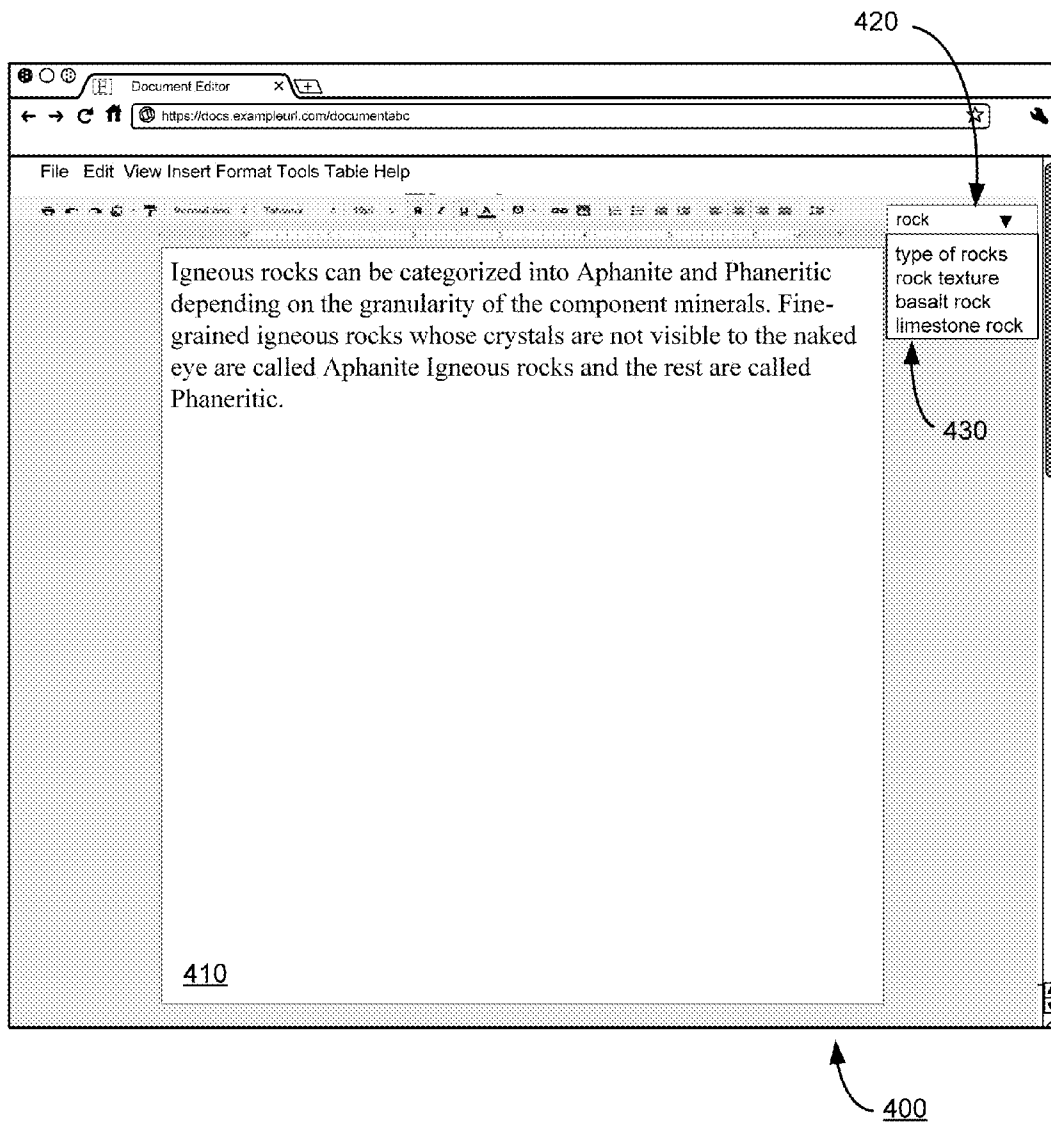 420
Document Editor
https://docs.exampleurl.com/documentabc
File Edit View Insert Format Tools Table Help
rock
type of rocks
rock texture
basalt rock
limestone rock
Igneous rocks can be categorized into Aphanite and Phaneritic
depending on the granularity of the component minerals. Fine-
grained igneous rocks whose crystals are not visible to the naked
eye are called Aphanite Igneous rocks and the rest are called
Phaneritic.
430
410
400